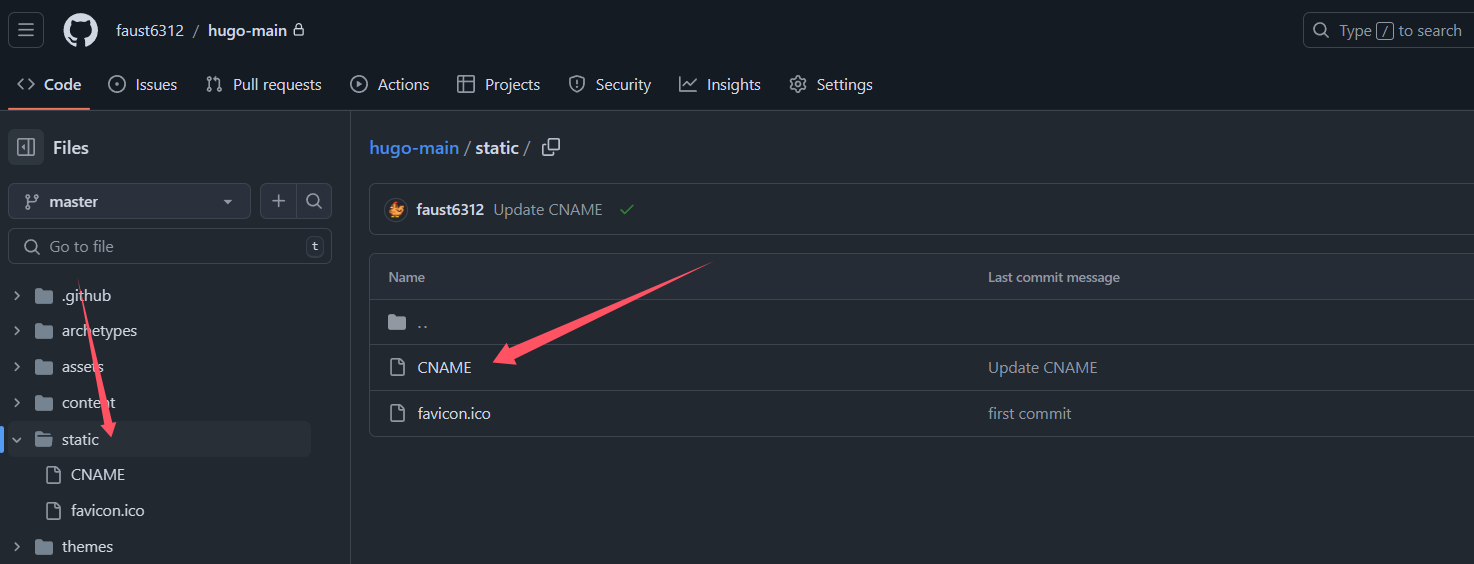 faust6312 / hugo-main
Type / to search
Code Issues Pull requests Actions Projects Security Insights Settings
Files
master
Go to file t
.github
archetypes
assets
content
static
CNAME
favicon.ico
themes
hugo-main / static /
faust6312 Update CNAME
Name Last commit message
..
CNAME Update CNAME
favicon.ico first commit